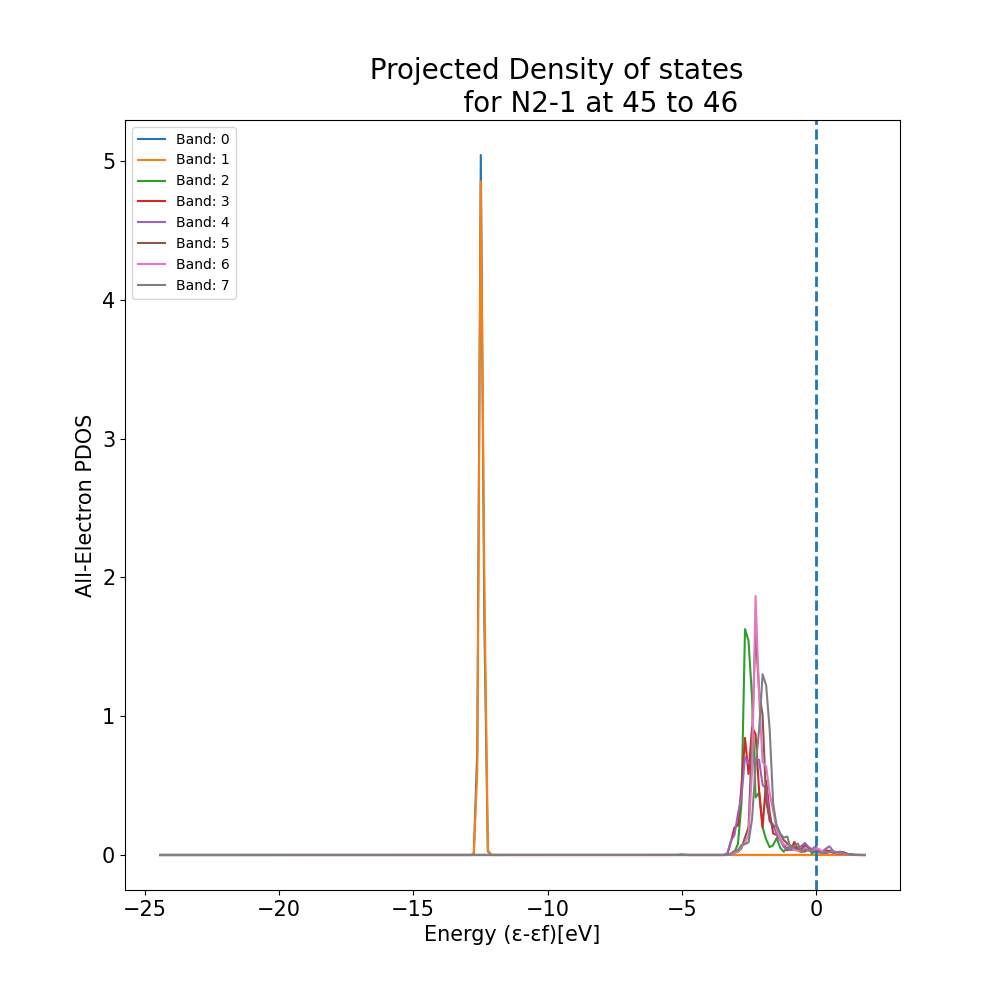 Projected Density of states
for N2-1 at 45 to 46
Band: 0
Band: 1
Band: 2
Band: 3
Band: 4
Band: 5
Band: 6
Band: 7
5
4
3
2
1
0
All-Electron PDOS
−25 −20 −15 −10 −5 0
Energy (ε-εf)[eV]